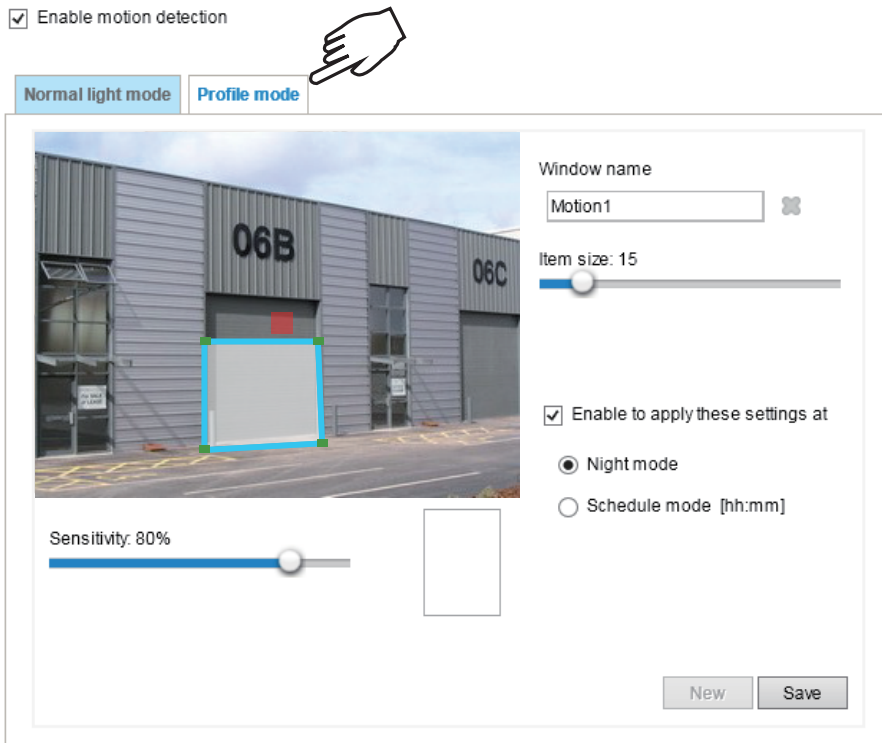 Enable motion detection
Normal light mode
Profile mode
Window name
Motion1
Item size: 15
06B
06C
Enable to apply these settings at
Night mode
Schedule mode [hh:mm]
Sensitivity: 80%
New
Save